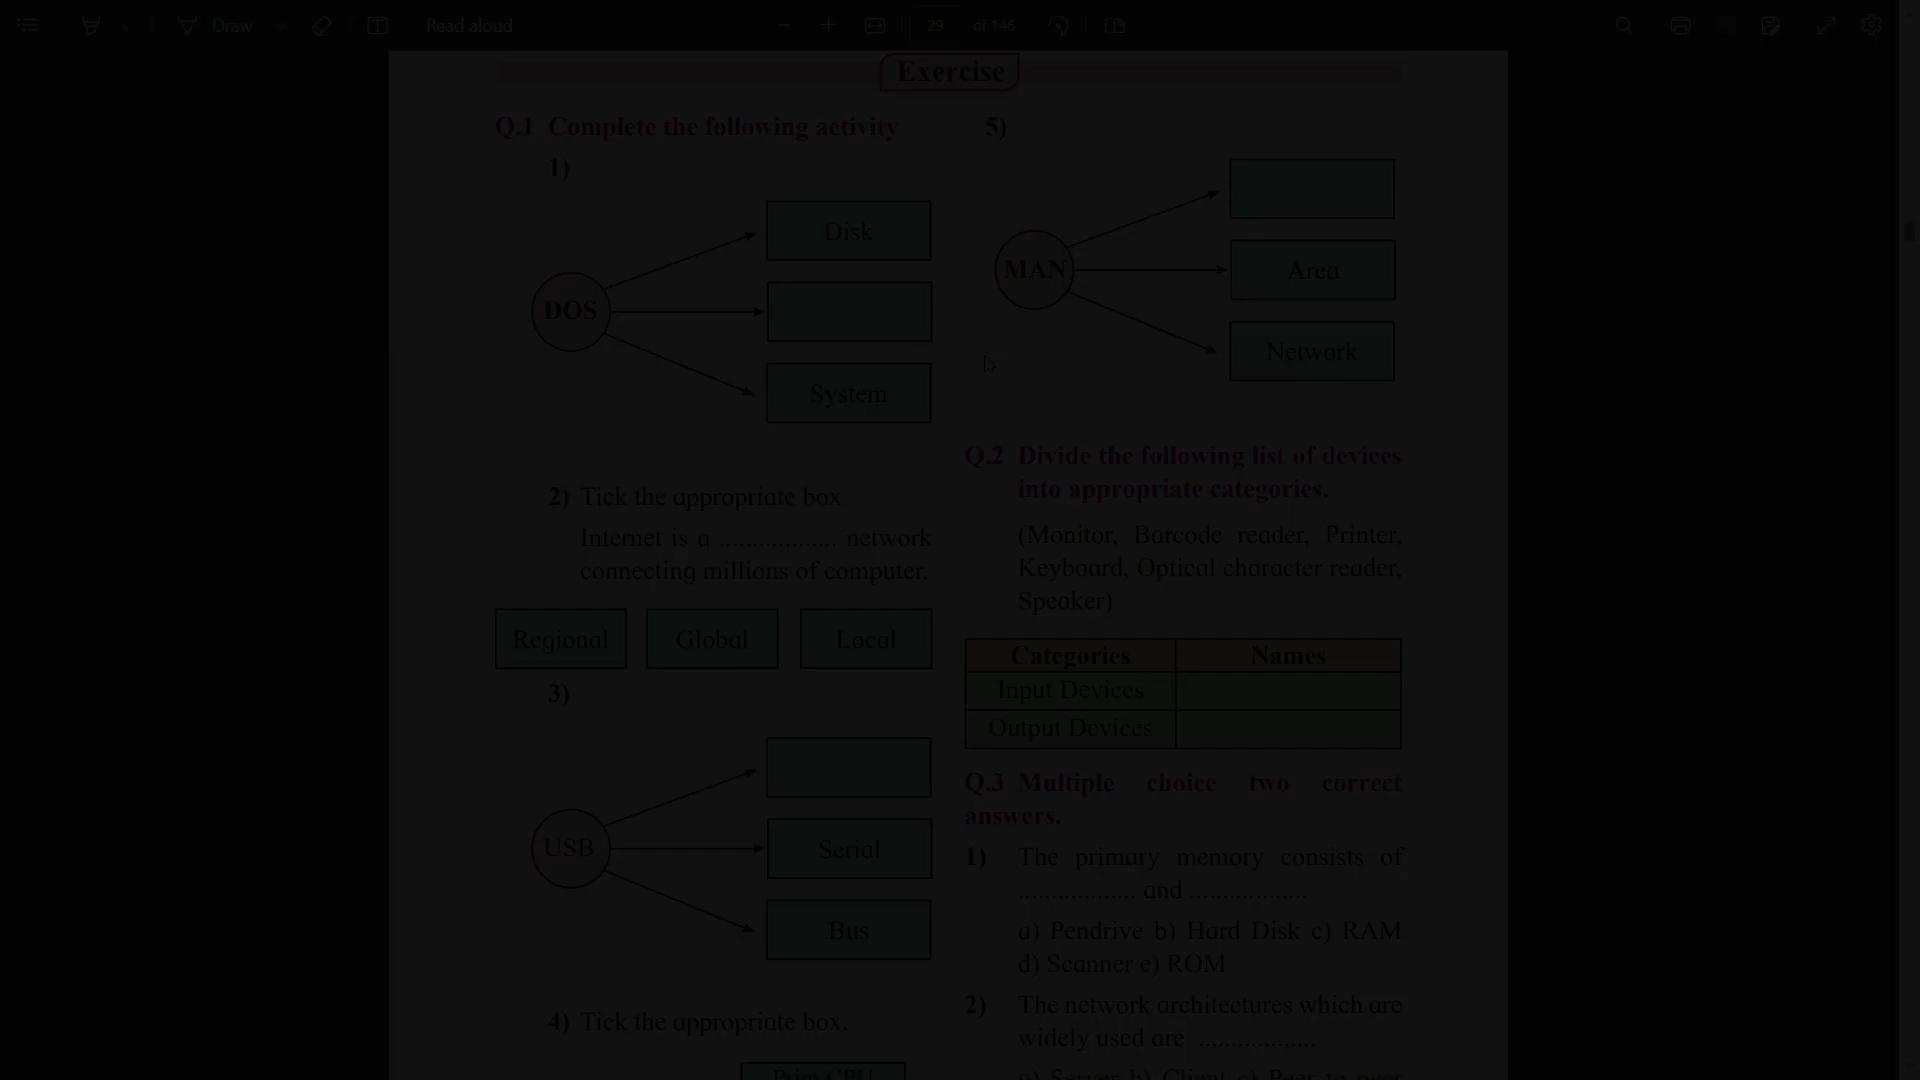 Draw
Read aloud
29
of 146
Exercise
Q.1 Complete the following activity
1)
DOS
Disk
System
2) Tick the appropriate box
Internet is a .................. network
connecting millions of computer.
Regional
Global
Local
3)
USB
Serial
Bus
4) Tick the appropriate box.
5)
MAN
Area
Network
Q.2 Divide the following list of devices
into appropriate categories.
(Monitor, Barcode reader, Printer,
Keyboard, Optical character reader,
Speaker)
Categories Names
Input Devices
Output Devices
Q.3 Multiple choice two correct
answers.
1) The primary memory consists of
.................. and ..................
a) Pendrive b) Hard Disk c) RAM
d) Scanner e) ROM
2) The network architectures which are
widely used are ..................
a) Server b) Client c) Peer to peer